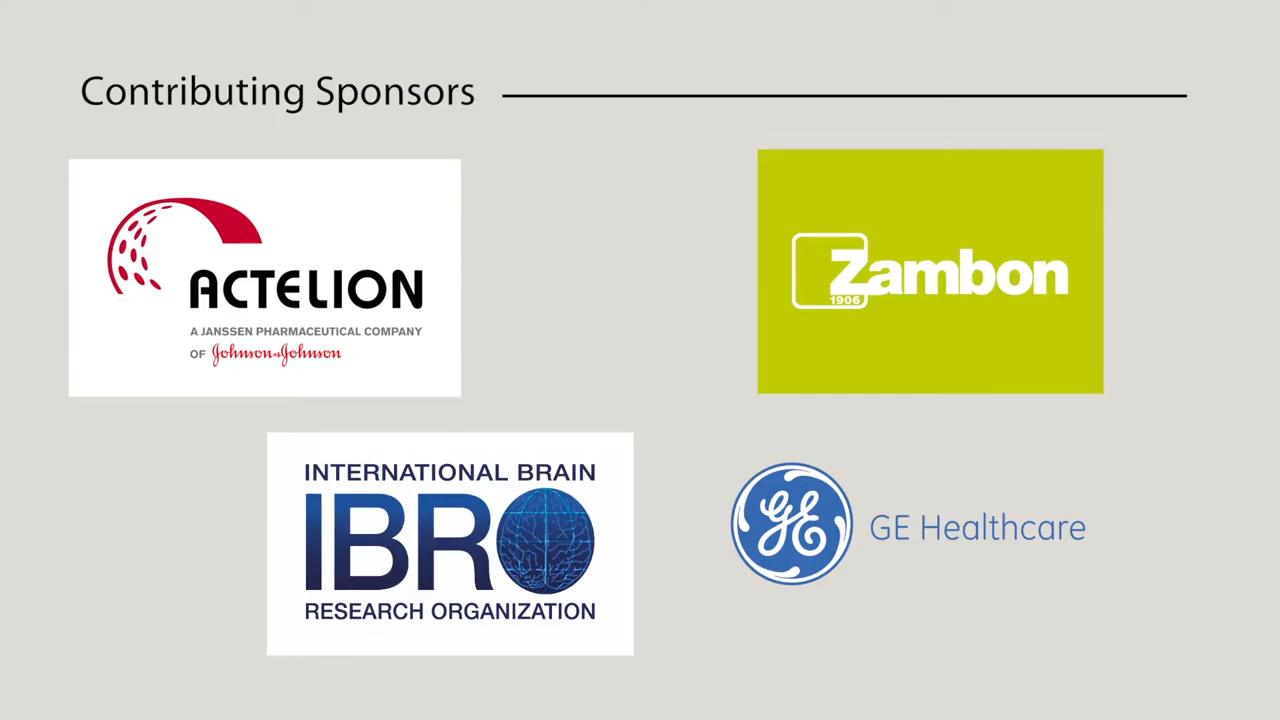 Contributing Sponsors
ACTELION
A JANSSEN PHARMACEUTICAL COMPANY
OF Johnson&Johnson
Zambon
1906
INTERNATIONAL BRAIN
IBRO
RESEARCH ORGANIZATION
GE
GE Healthcare